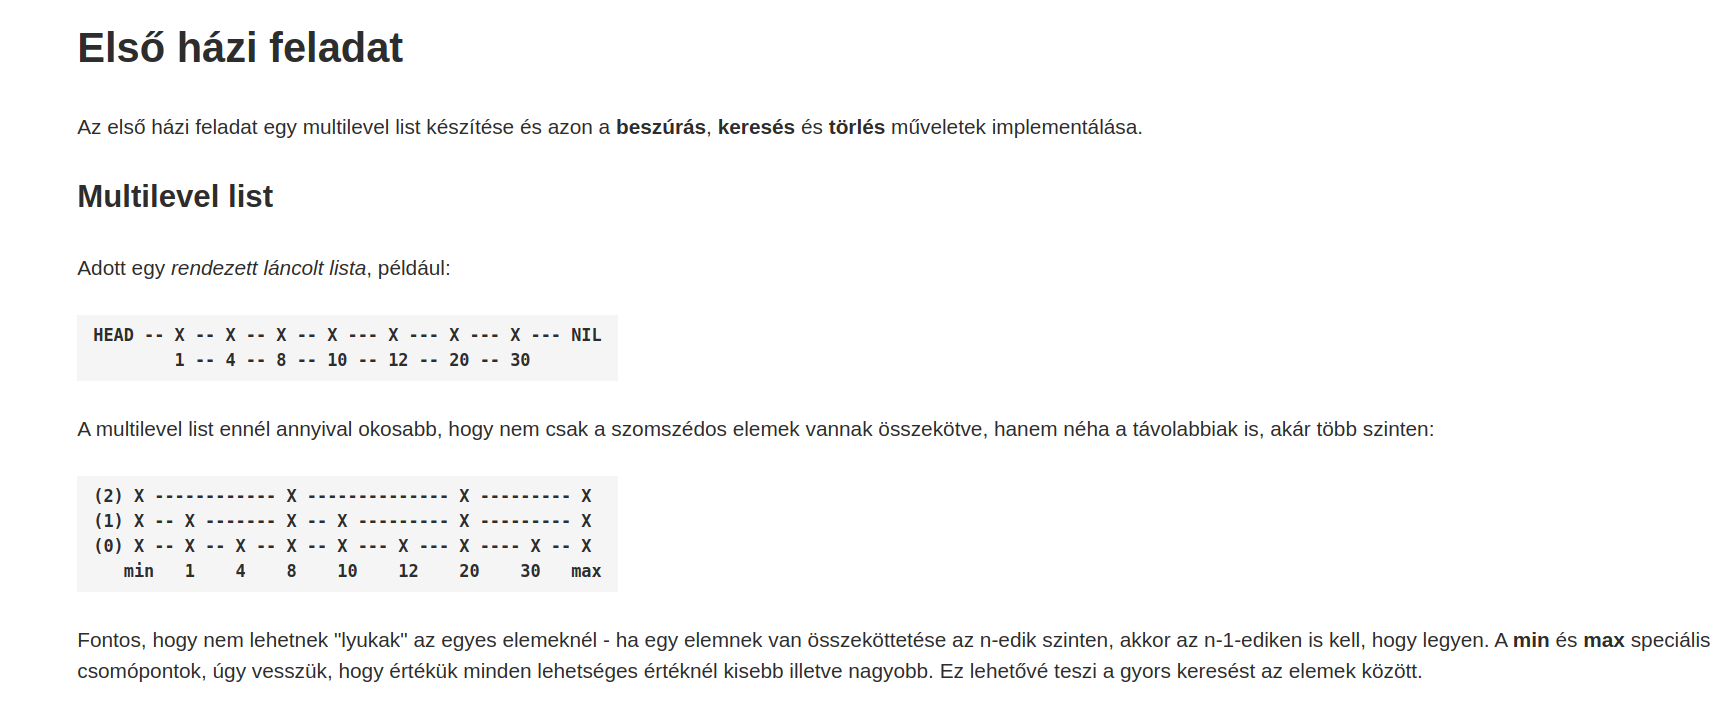 Első házi feladat
Az első házi feladat egy multilevel list készítése és azon a beszúrás, keresés és törlés műveletek implementálása.
Multilevel list
Adott egy rendezett láncolt lista, például:
HEAD -- X -- X -- X -- X --- X --- X --- X --- NIL
        1 -- 4 -- 8 -- 10 -- 12 -- 20 -- 30
A multilevel list ennél annyival okosabb, hogy nem csak a szomszédos elemek vannak összekötve, hanem néha a távolabbiak is, akár több szinten:
(2) X ------------ X -------------- X --------- X
(1) X -- X ------- X -- X --------- X --------- X
(0) X -- X -- X -- X -- X --- X --- X ---- X -- X
   min   1    4    8    10    12    20    30   max
Fontos, hogy nem lehetnek "lyukak" az egyes elemeknél - ha egy elemnek van összeköttetése az n-edik szinten, akkor az n-1-ediken is kell, hogy legyen. A min és max speciális
csomópontok, úgy vesszük, hogy értékük minden lehetséges értéknél kisebb illetve nagyobb. Ez lehetővé teszi a gyors keresést az elemek között.